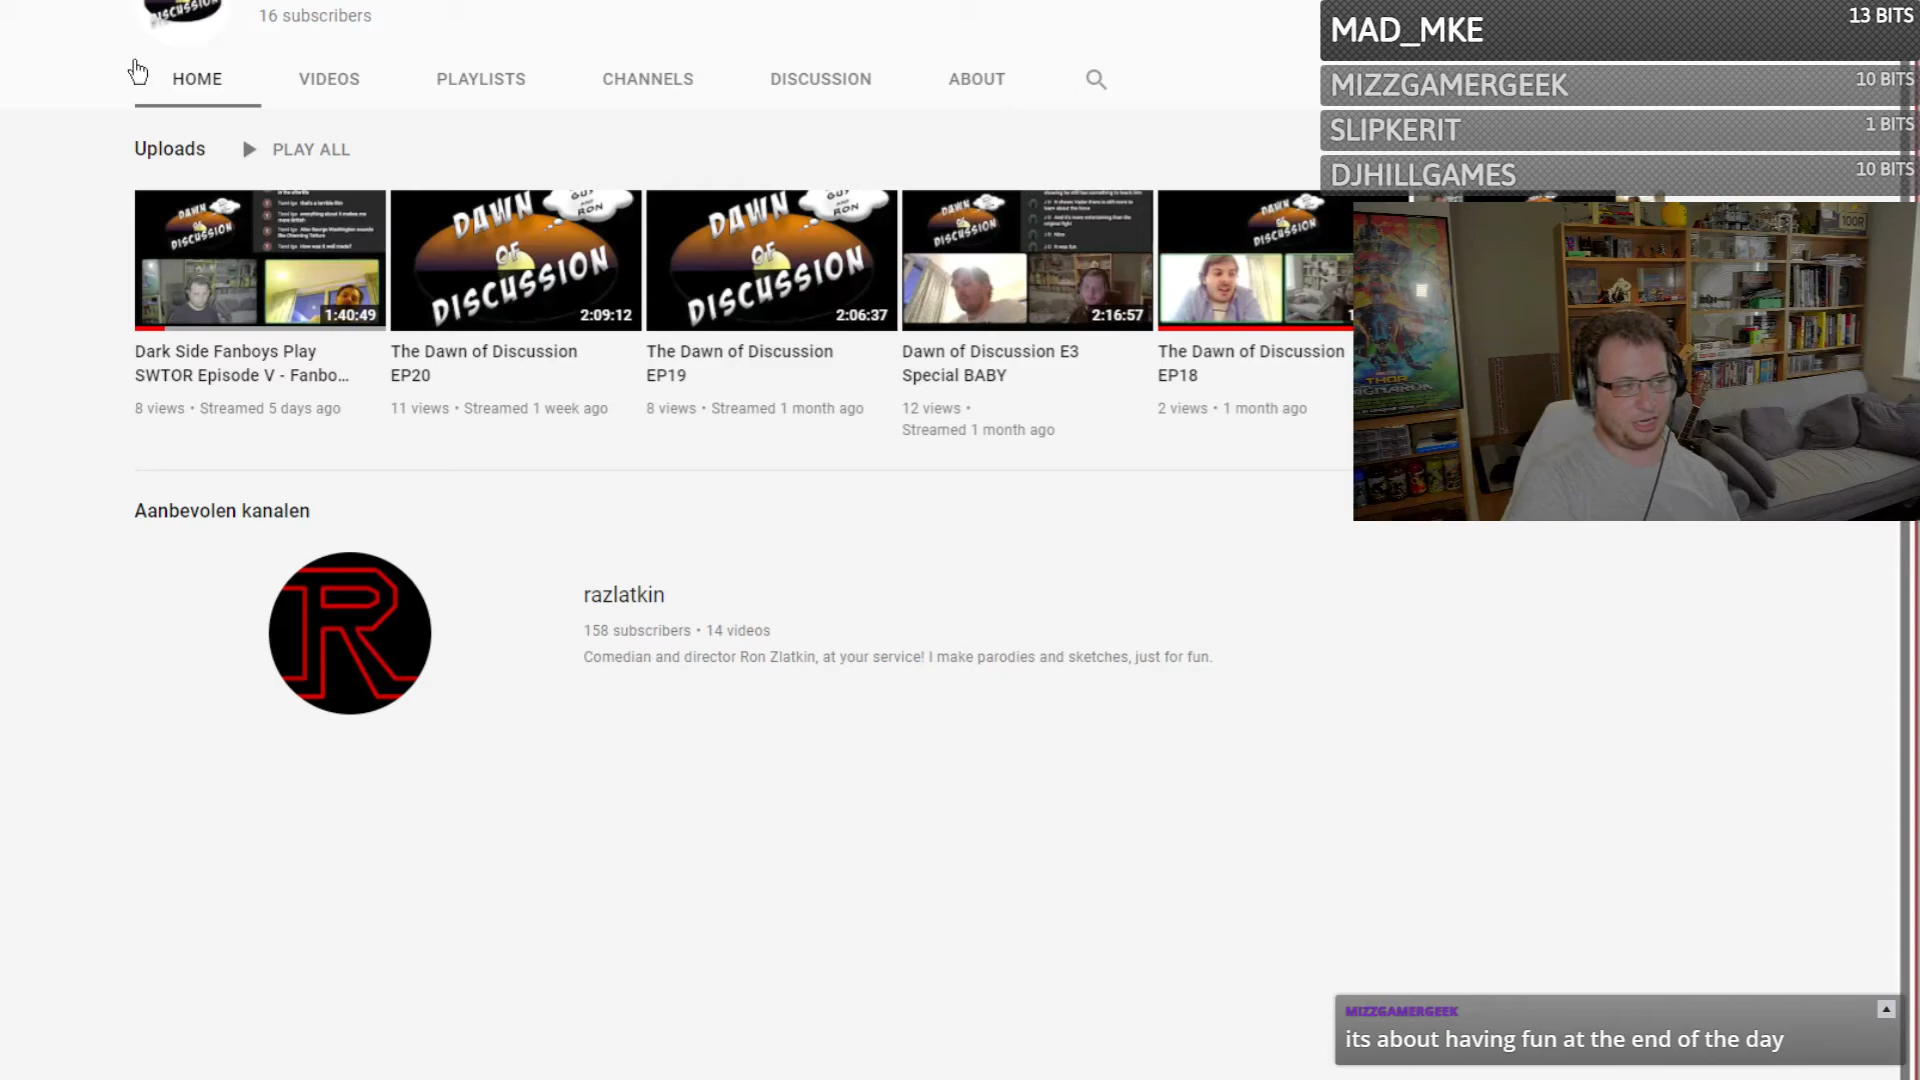 16 subscribers
HOME
VIDEOS
PLAYLISTS
CHANNELS
DISCUSSION
ABOUT
Uploads
PLAY ALL
DAWN OF DISCUSSION
1:40:49
2:09:12
2:06:37
2:16:57
Dark Side Fanboys Play
SWTOR Episode V - Fanbo...
8 views • Streamed 5 days ago
The Dawn of Discussion
EP20
11 views • Streamed 1 week ago
The Dawn of Discussion
EP19
8 views • Streamed 1 month ago
Dawn of Discussion E3
Special BABY
12 views •
Streamed 1 month ago
The Dawn of Discussion
EP18
2 views • 1 month ago
Aanbevolen kanalen
R
razlatkin
158 subscribers • 14 videos
Comedian and director Ron Zlatkin, at your service! I make parodies and sketches, just for fun.
MAD_MKE 13 BITS
MIZZGAMERGEEK 10 BITS
SLIPKERIT 1 BITS
DJHILLGAMES 10 BITS
THOR
RAGNAROK
MIZZGAMERGEEK
its about having fun at the end of the day